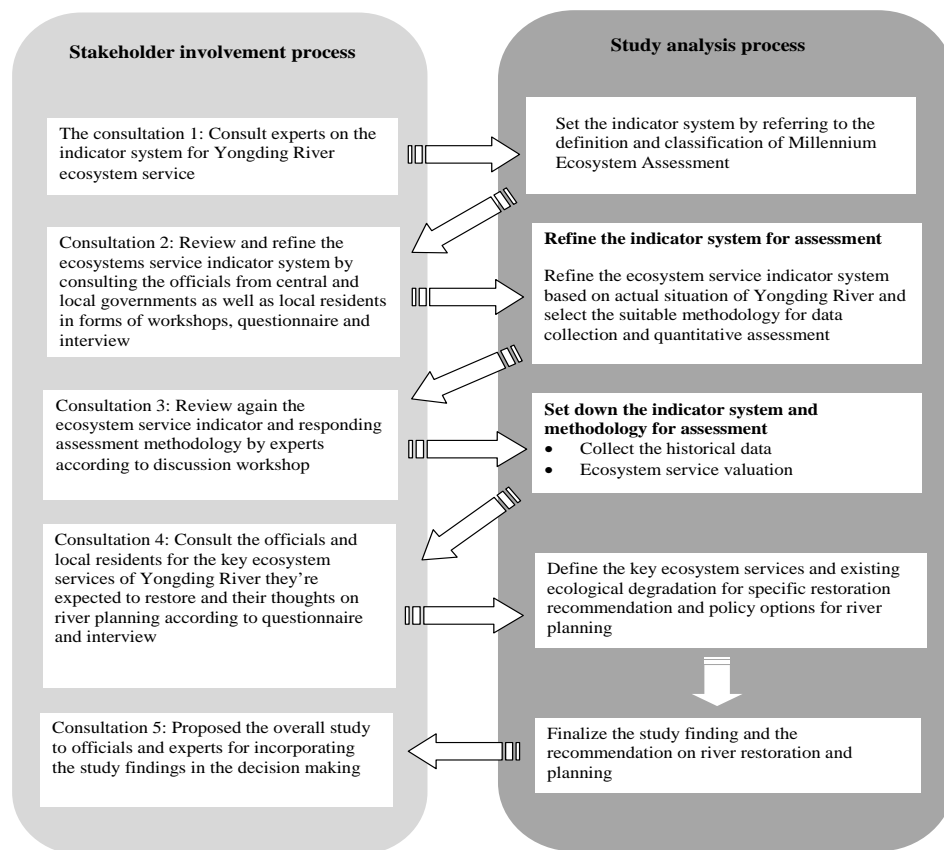 Stakeholder involvement process
The consultation 1: Consult experts on the
indicator system for Yongding River
ecosystem service
Consultation 2: Review and refine the
ecosystems service indicator system by
consulting the officials from central and
local governments as well as local residents
in forms of workshops, questionnaire and
interview
Consultation 3: Review again the
ecosystem service indicator and responding
assessment methodology by experts
according to discussion workshop
Consultation 4: Consult the officials and
local residents for the key ecosystem
services of Yongding River they're
expected to restore and their thoughts on
river planning according to questionnaire
and interview
Consultation 5: Proposed the overall study
to officials and experts for incorporating
the study findings in the decision making
Study analysis process
Set the indicator system by referring to the
definition and classification of Millennium
Ecosystem Assessment
Refine the indicator system for assessment
Refine the ecosystem service indicator system
based on actual situation of Yongding River and
select the suitable methodology for data
collection and quantitative assessment
Set down the indicator system and
methodology for assessment
• Collect the historical data
• Ecosystem service valuation
Define the key ecosystem services and existing
ecological degradation for specific restoration
recommendation and policy options for river
planning
Finalize the study finding and the
recommendation on river restoration and
planning